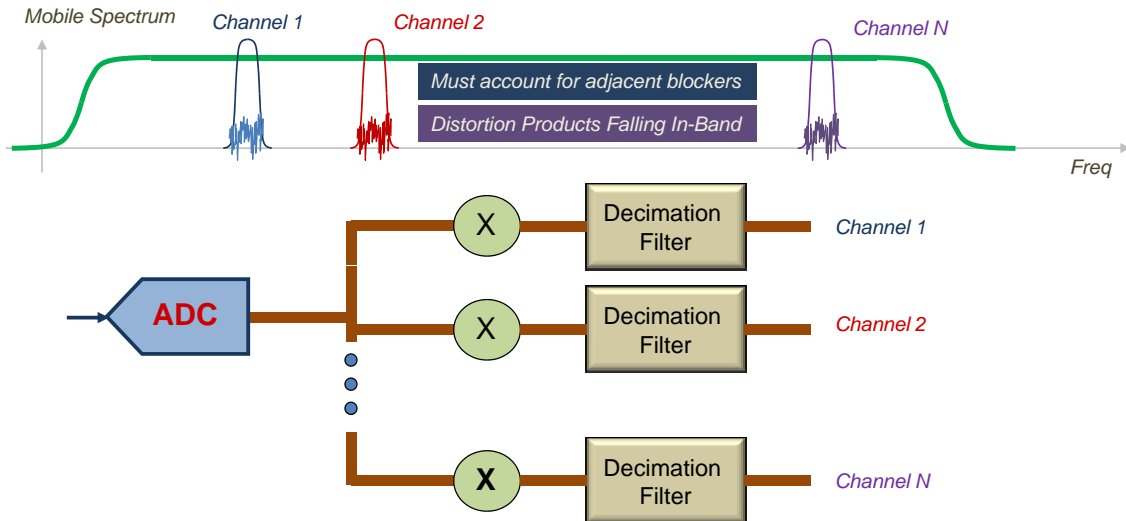 Mobile Spectrum
Channel 1
Channel 2
Channel N
Must account for adjacent blockers
Distortion Products Falling In-Band
Freq
X
Decimation
Filter
Channel 1
ADC
X
Decimation
Filter
Channel 2
X
Decimation
Filter
Channel N